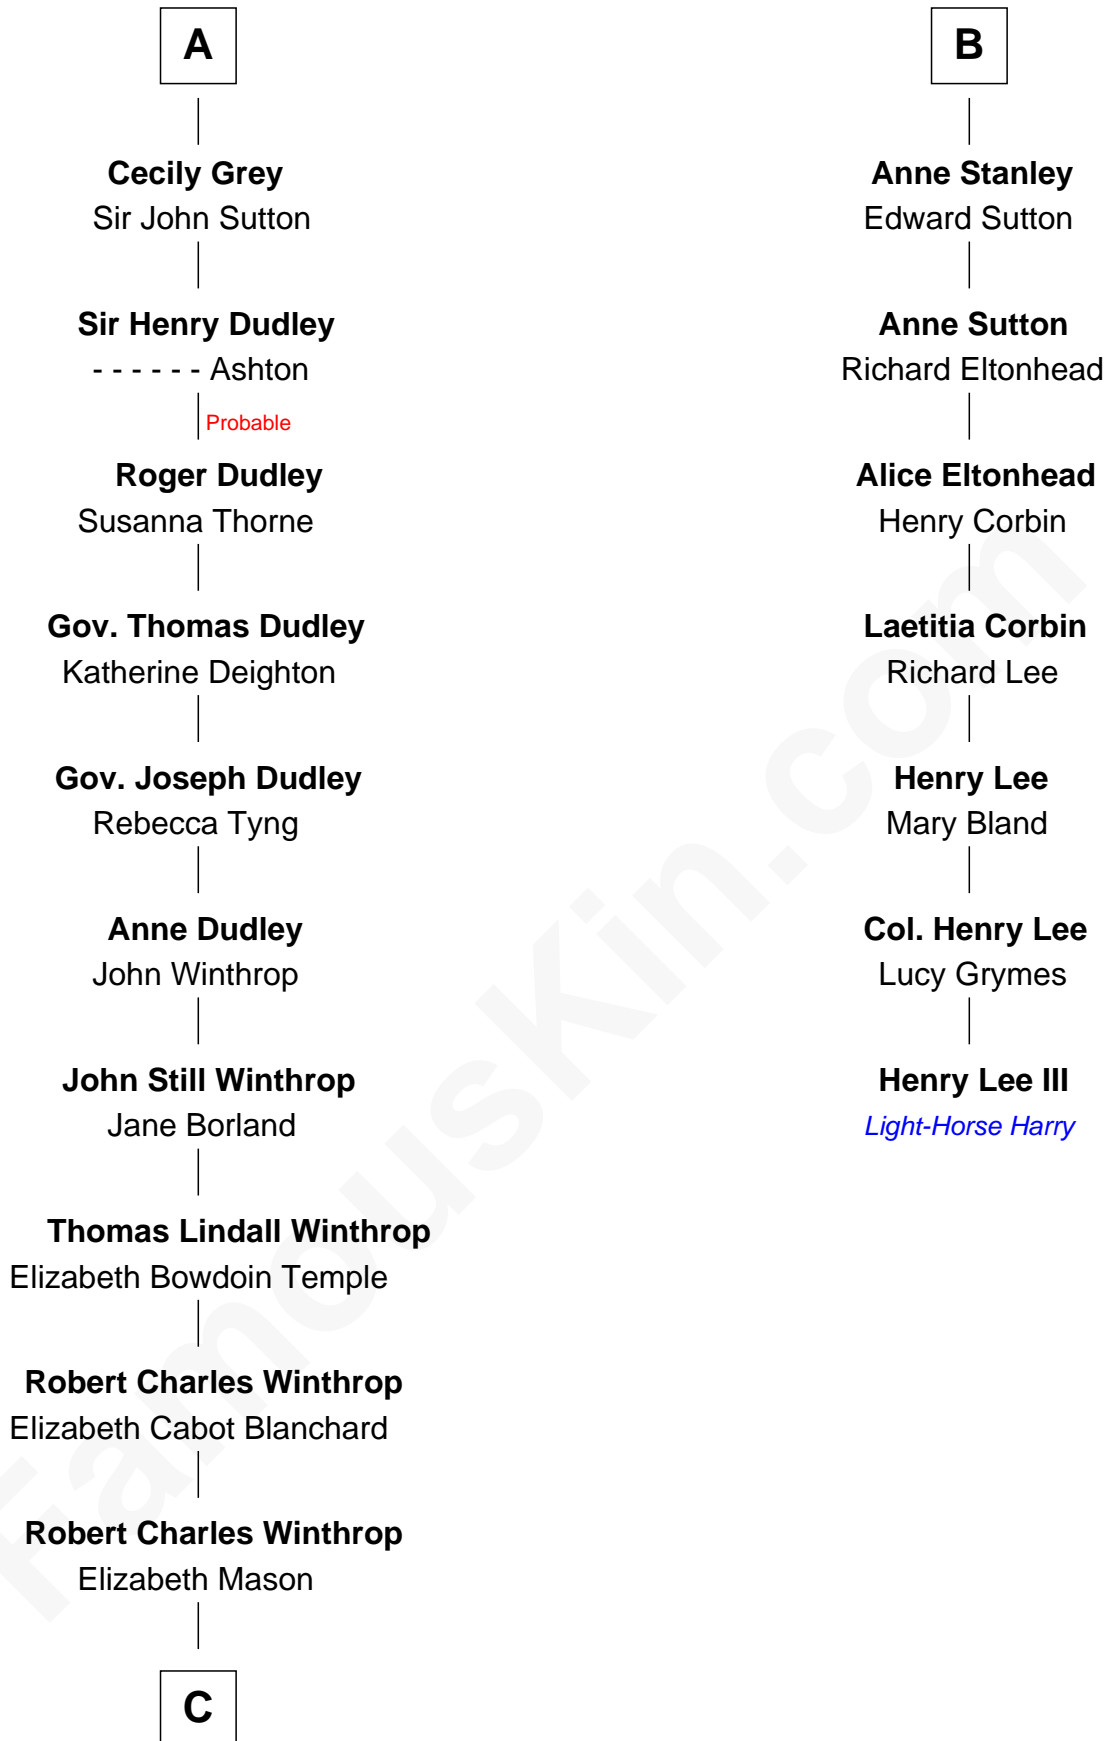 A
Cecily Grey
Sir John Sutton
Sir Henry Dudley
- - - - - - Ashton
Probable
Roger Dudley
Susanna Thorne
Gov. Thomas Dudley
Katherine Deighton
Gov. Joseph Dudley
Rebecca Tyng
Anne Dudley
John Winthrop
John Still Winthrop
Jane Borland
Thomas Lindall Winthrop
Elizabeth Bowdoin Temple
Robert Charles Winthrop
Elizabeth Cabot Blanchard
Robert Charles Winthrop
Elizabeth Mason
C
B
Anne Stanley
Edward Sutton
Anne Sutton
Richard Eltonhead
Alice Eltonhead
Henry Corbin
Laetitia Corbin
Richard Lee
Henry Lee
Mary Bland
Col. Henry Lee
Lucy Grymes
Henry Lee III
Light-Horse Harry
FamousKin.com